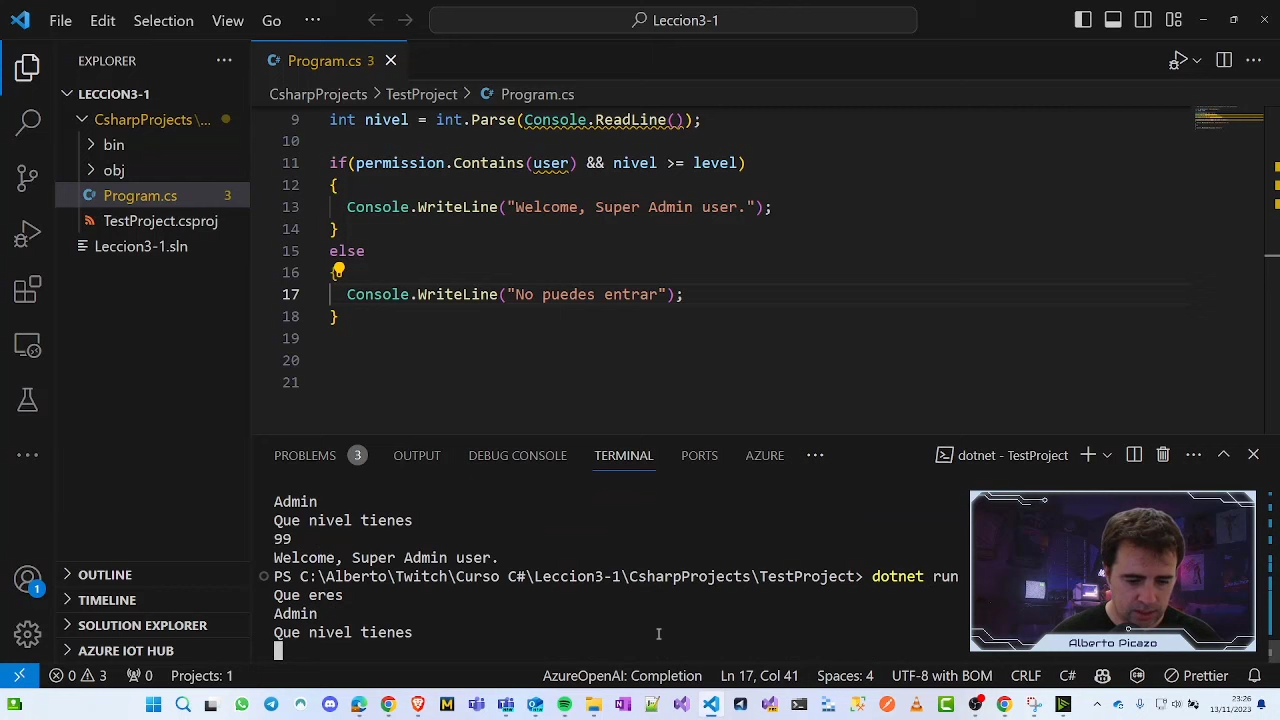 File Edit Selection View Go ··· Leccion3-1
EXPLORER ···
LECCION3-1
CsharpProjects\...
bin
obj
Program.cs 3
TestProject.csproj
Leccion3-1.sln
OUTLINE
TIMELINE
SOLUTION EXPLORER
AZURE IOT HUB
1
Program.cs 3
CsharpProjects > TestProject > Program.cs
9 int nivel = int.Parse(Console.ReadLine());
10
11 if(permission.Contains(user) && nivel >= level)
12 {
13 Console.WriteLine("Welcome, Super Admin user.");
14 }
15 else
16 {
17 Console.WriteLine("No puedes entrar");
18 }
19
20
21
PROBLEMS 3 OUTPUT DEBUG CONSOLE TERMINAL PORTS AZURE ··· dotnet - TestProject
Admin
Que nivel tienes
99
Welcome, Super Admin user.
PS C:\Alberto\Twitch\Curso C#\Leccion3-1\CsharpProjects\TestProject> dotnet run
Que eres
Admin
Que nivel tienes
Alberto Picazo
0 3 0 Projects: 1 AzureOpenAI: Completion Ln 17, Col 41 Spaces: 4 UTF-8 with BOM CRLF C# Prettier
23:26
13/11/2023